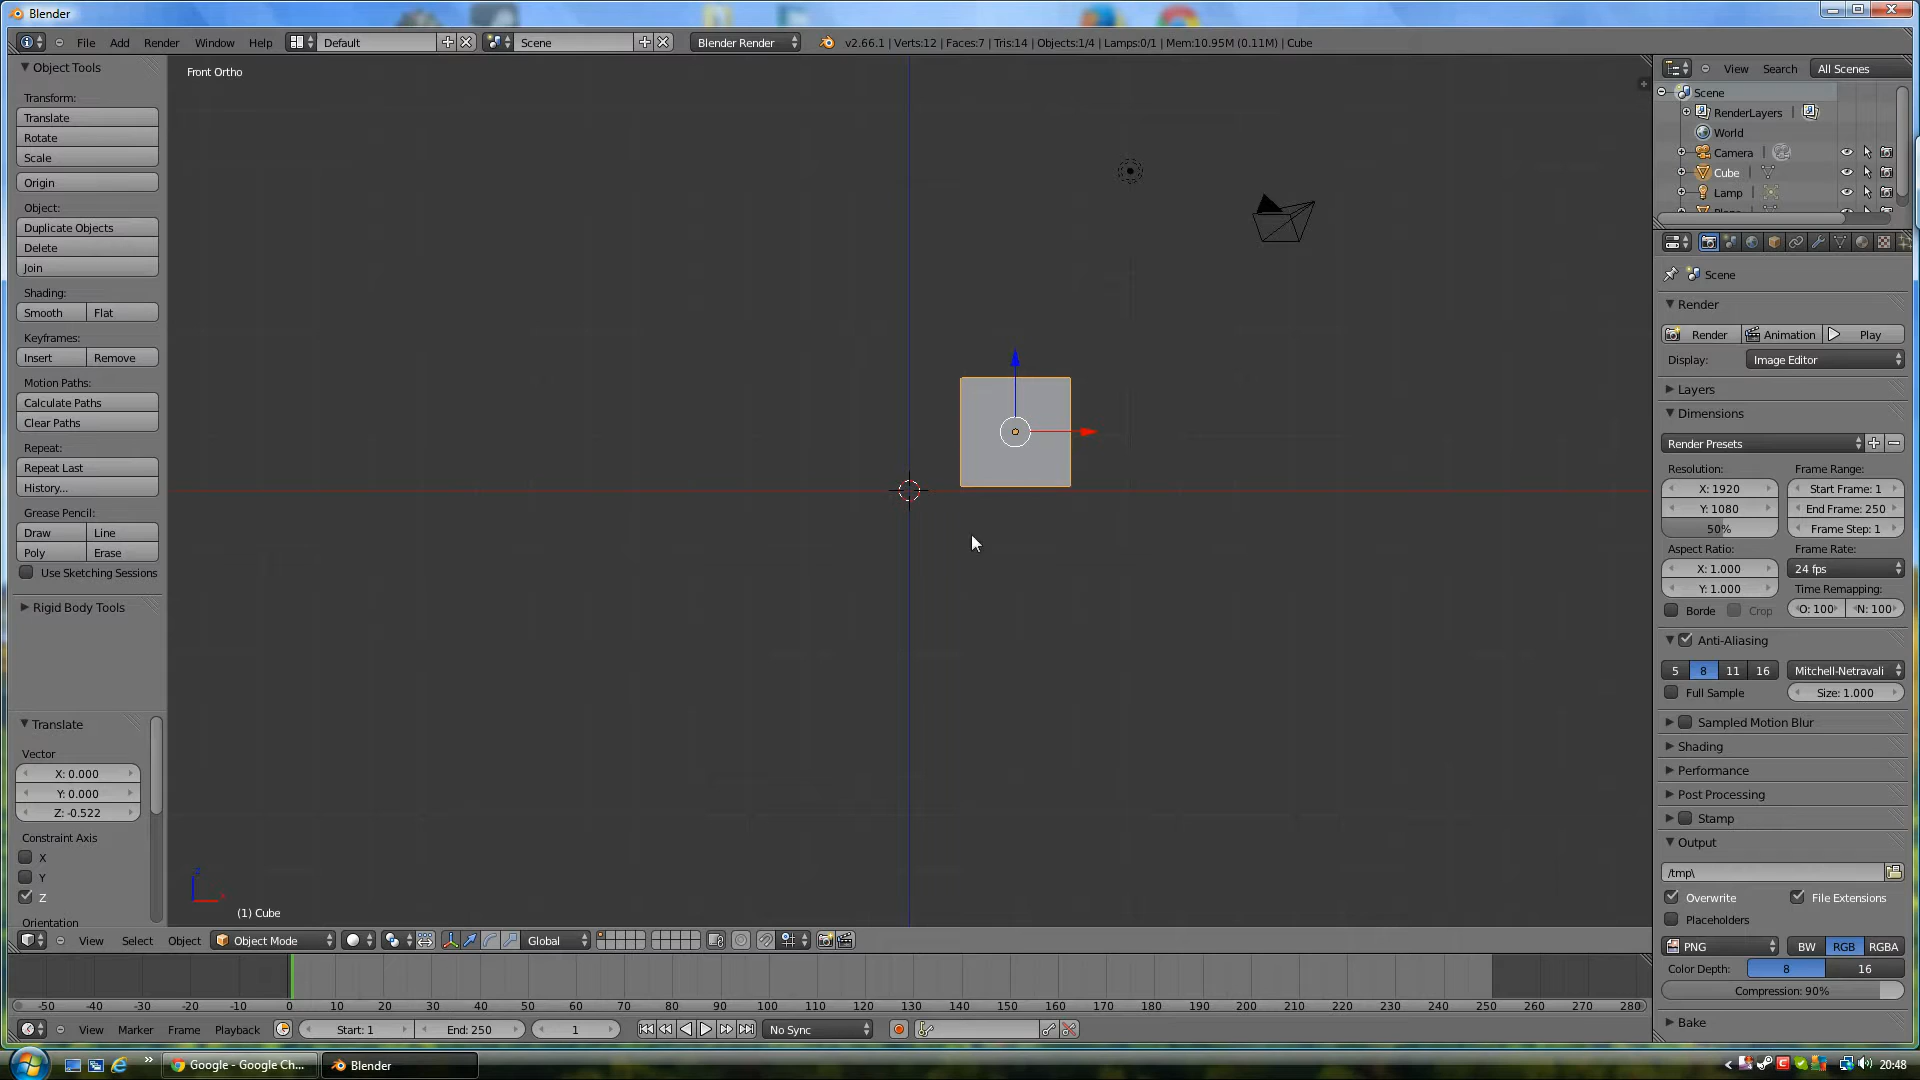 Blender
File Add Render Window Help Default Scene Blender Render v2.66.1 | Verts:12 | Faces:7 | Tris:14 | Objects:1/4 | Lamps:0/1 | Mem:10.95M (0.11M) | Cube
Object Tools
Transform:
Translate
Rotate
Scale
Origin
Object:
Duplicate Objects
Delete
Join
Shading:
Smooth Flat
Keyframes:
Insert Remove
Motion Paths:
Calculate Paths
Clear Paths
Repeat:
Repeat Last
History...
Grease Pencil:
Draw Line
Poly Erase
Use Sketching Sessions
Rigid Body Tools
Translate
Vector
X: 0.000
Y: 0.000
Z: -0.522
Constraint Axis
X
Y
Z
Orientation
Front Ortho
(1) Cube
View Select Object Object Mode Global
-50 -40 -30 -20 -10 0 10 20 30 40 50 60 70 80 90 100 110 120 130 140 150 160 170 180 190 200 210 220 230 240 250 260 270 280
View Marker Frame Playback Start: 1 End: 250 1 No Sync
View Search All Scenes
Scene
RenderLayers
World
Camera
Cube
Lamp
Scene
Render
Render Animation Play
Display: Image Editor
Layers
Dimensions
Render Presets
Resolution: Frame Range:
X: 1920 Start Frame: 1
Y: 1080 End Frame: 250
50% Frame Step: 1
Aspect Ratio: Frame Rate:
X: 1.000 24 fps
Y: 1.000 Time Remapping:
Borde Crop O: 100 N: 100
Anti-Aliasing
5 8 11 16 Mitchell-Netravali
Full Sample Size: 1.000
Sampled Motion Blur
Shading
Performance
Post Processing
Stamp
Output
/tmp\
Overwrite File Extensions
Placeholders
PNG BW RGB RGBA
Color Depth: 8 16
Compression: 90%
Bake
Google - Google Ch... Blender 20:48